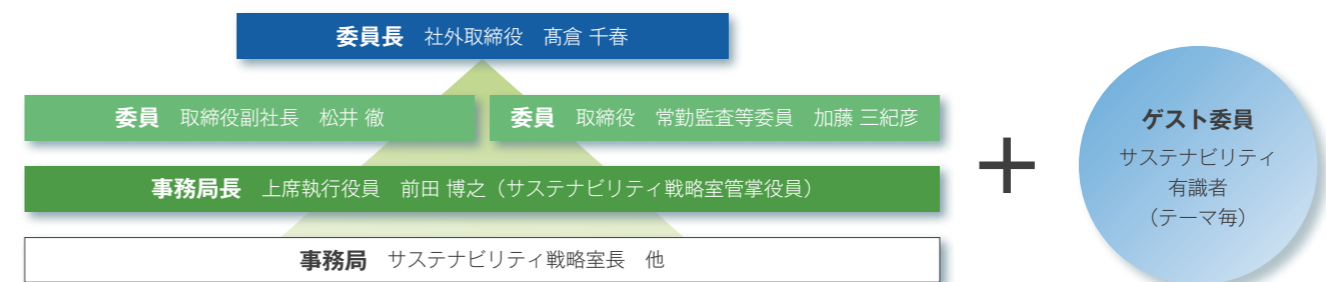 委員長 社外取締役 髙倉 千春
委員 取締役副社長 松井 徹
委員 取締役 常勤監査等委員 加藤 三紀彦
事務局長 上席執行役員 前田 博之（サステナビリティ戦略室管掌役員）
事務局 サステナビリティ戦略室長 他
+
ゲスト委員
サステナビリティ
有識者
（テーマ毎）